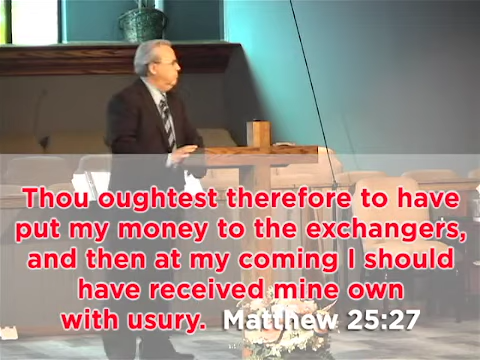 Thou oughtest therefore to have
put my money to the exchangers,
and then at my coming I should
have received mine own
with usury. Matthew 25:27